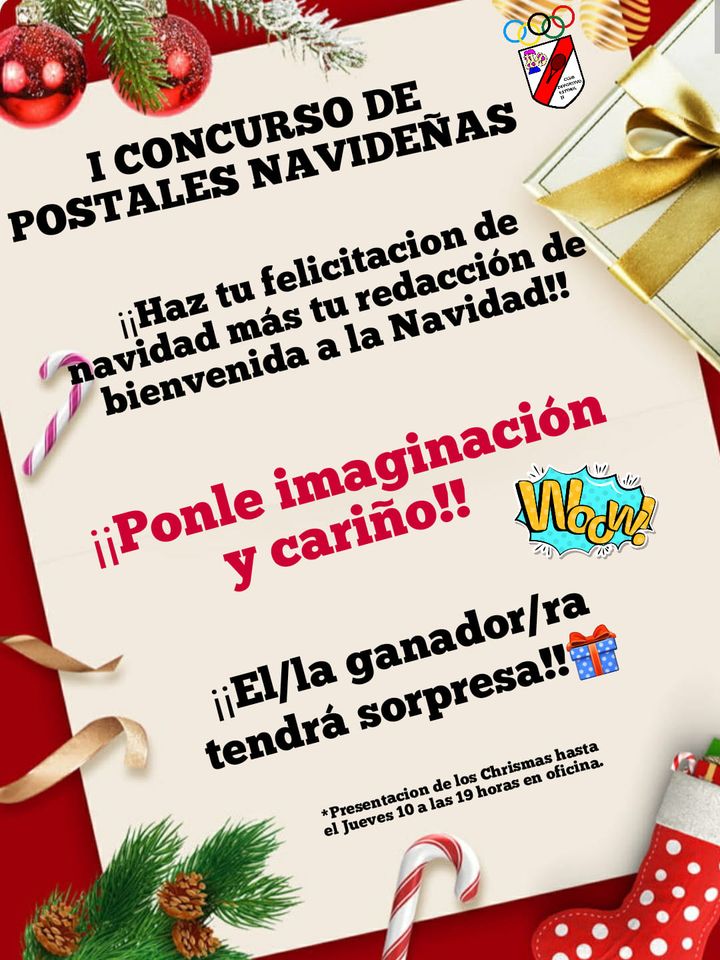 CLUB
DEPORTIVO
I CONCURSO DE
POSTALES NAVIDEÑAS
¡¡Haz tu felicitacion de
navidad más tu redacción de
bienvenida a la Navidad!!
¡¡Ponle imaginación
y cariño!!
Woow!
¡¡El/la ganador/ra
tendrá sorpresa!!
*Presentacion de los Chrismas hasta
el Jueves 10 a las 19 horas en oficina.